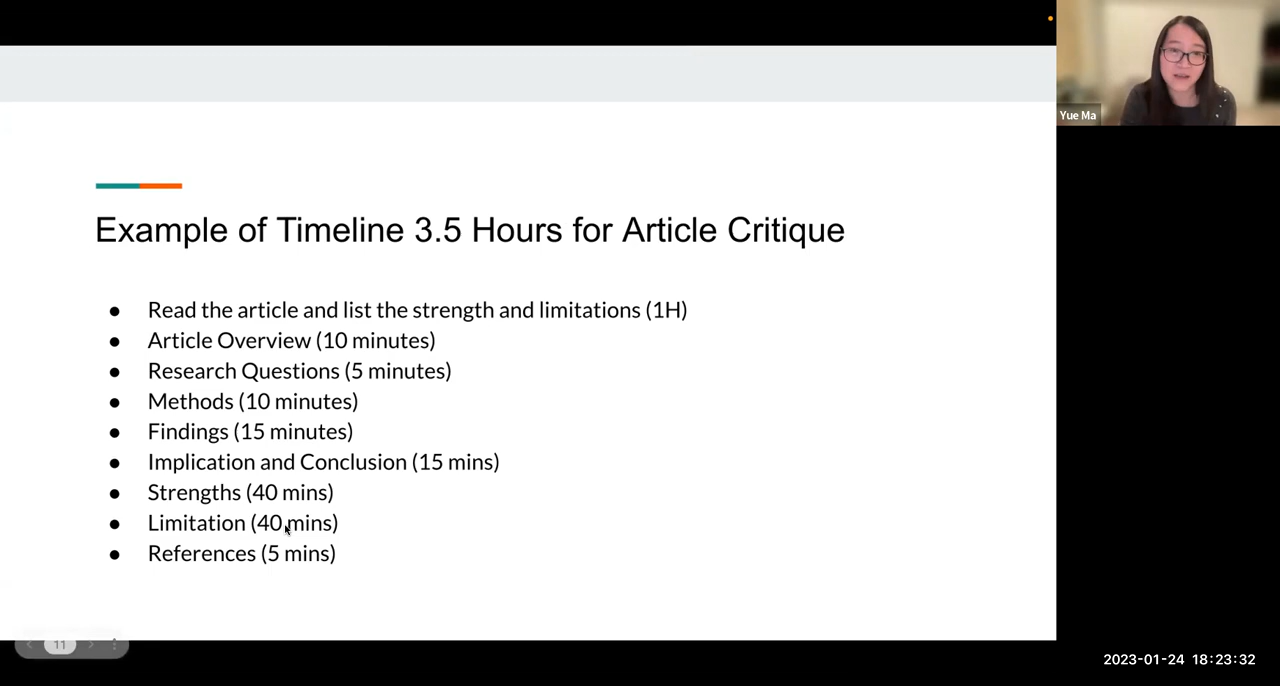 Yue Ma
Example of Timeline 3.5 Hours for Article Critique
● Read the article and list the strength and limitations (1H)
● Article Overview (10 minutes)
● Research Questions (5 minutes)
● Methods (10 minutes)
● Findings (15 minutes)
● Implication and Conclusion (15 mins)
● Strengths (40 mins)
● Limitation (40 mins)
● References (5 mins)
11
2023-01-24 18:23:32